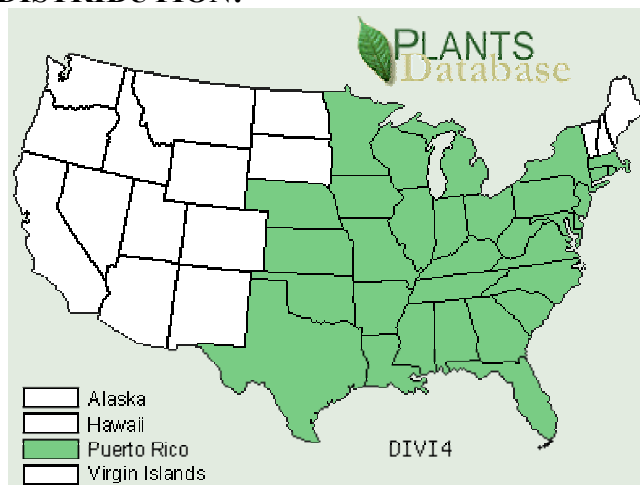 DISTRIBUTION:
PLANTS
Database
Alaska
Hawaii
Puerto Rico
DIVI4
Virgin Islands